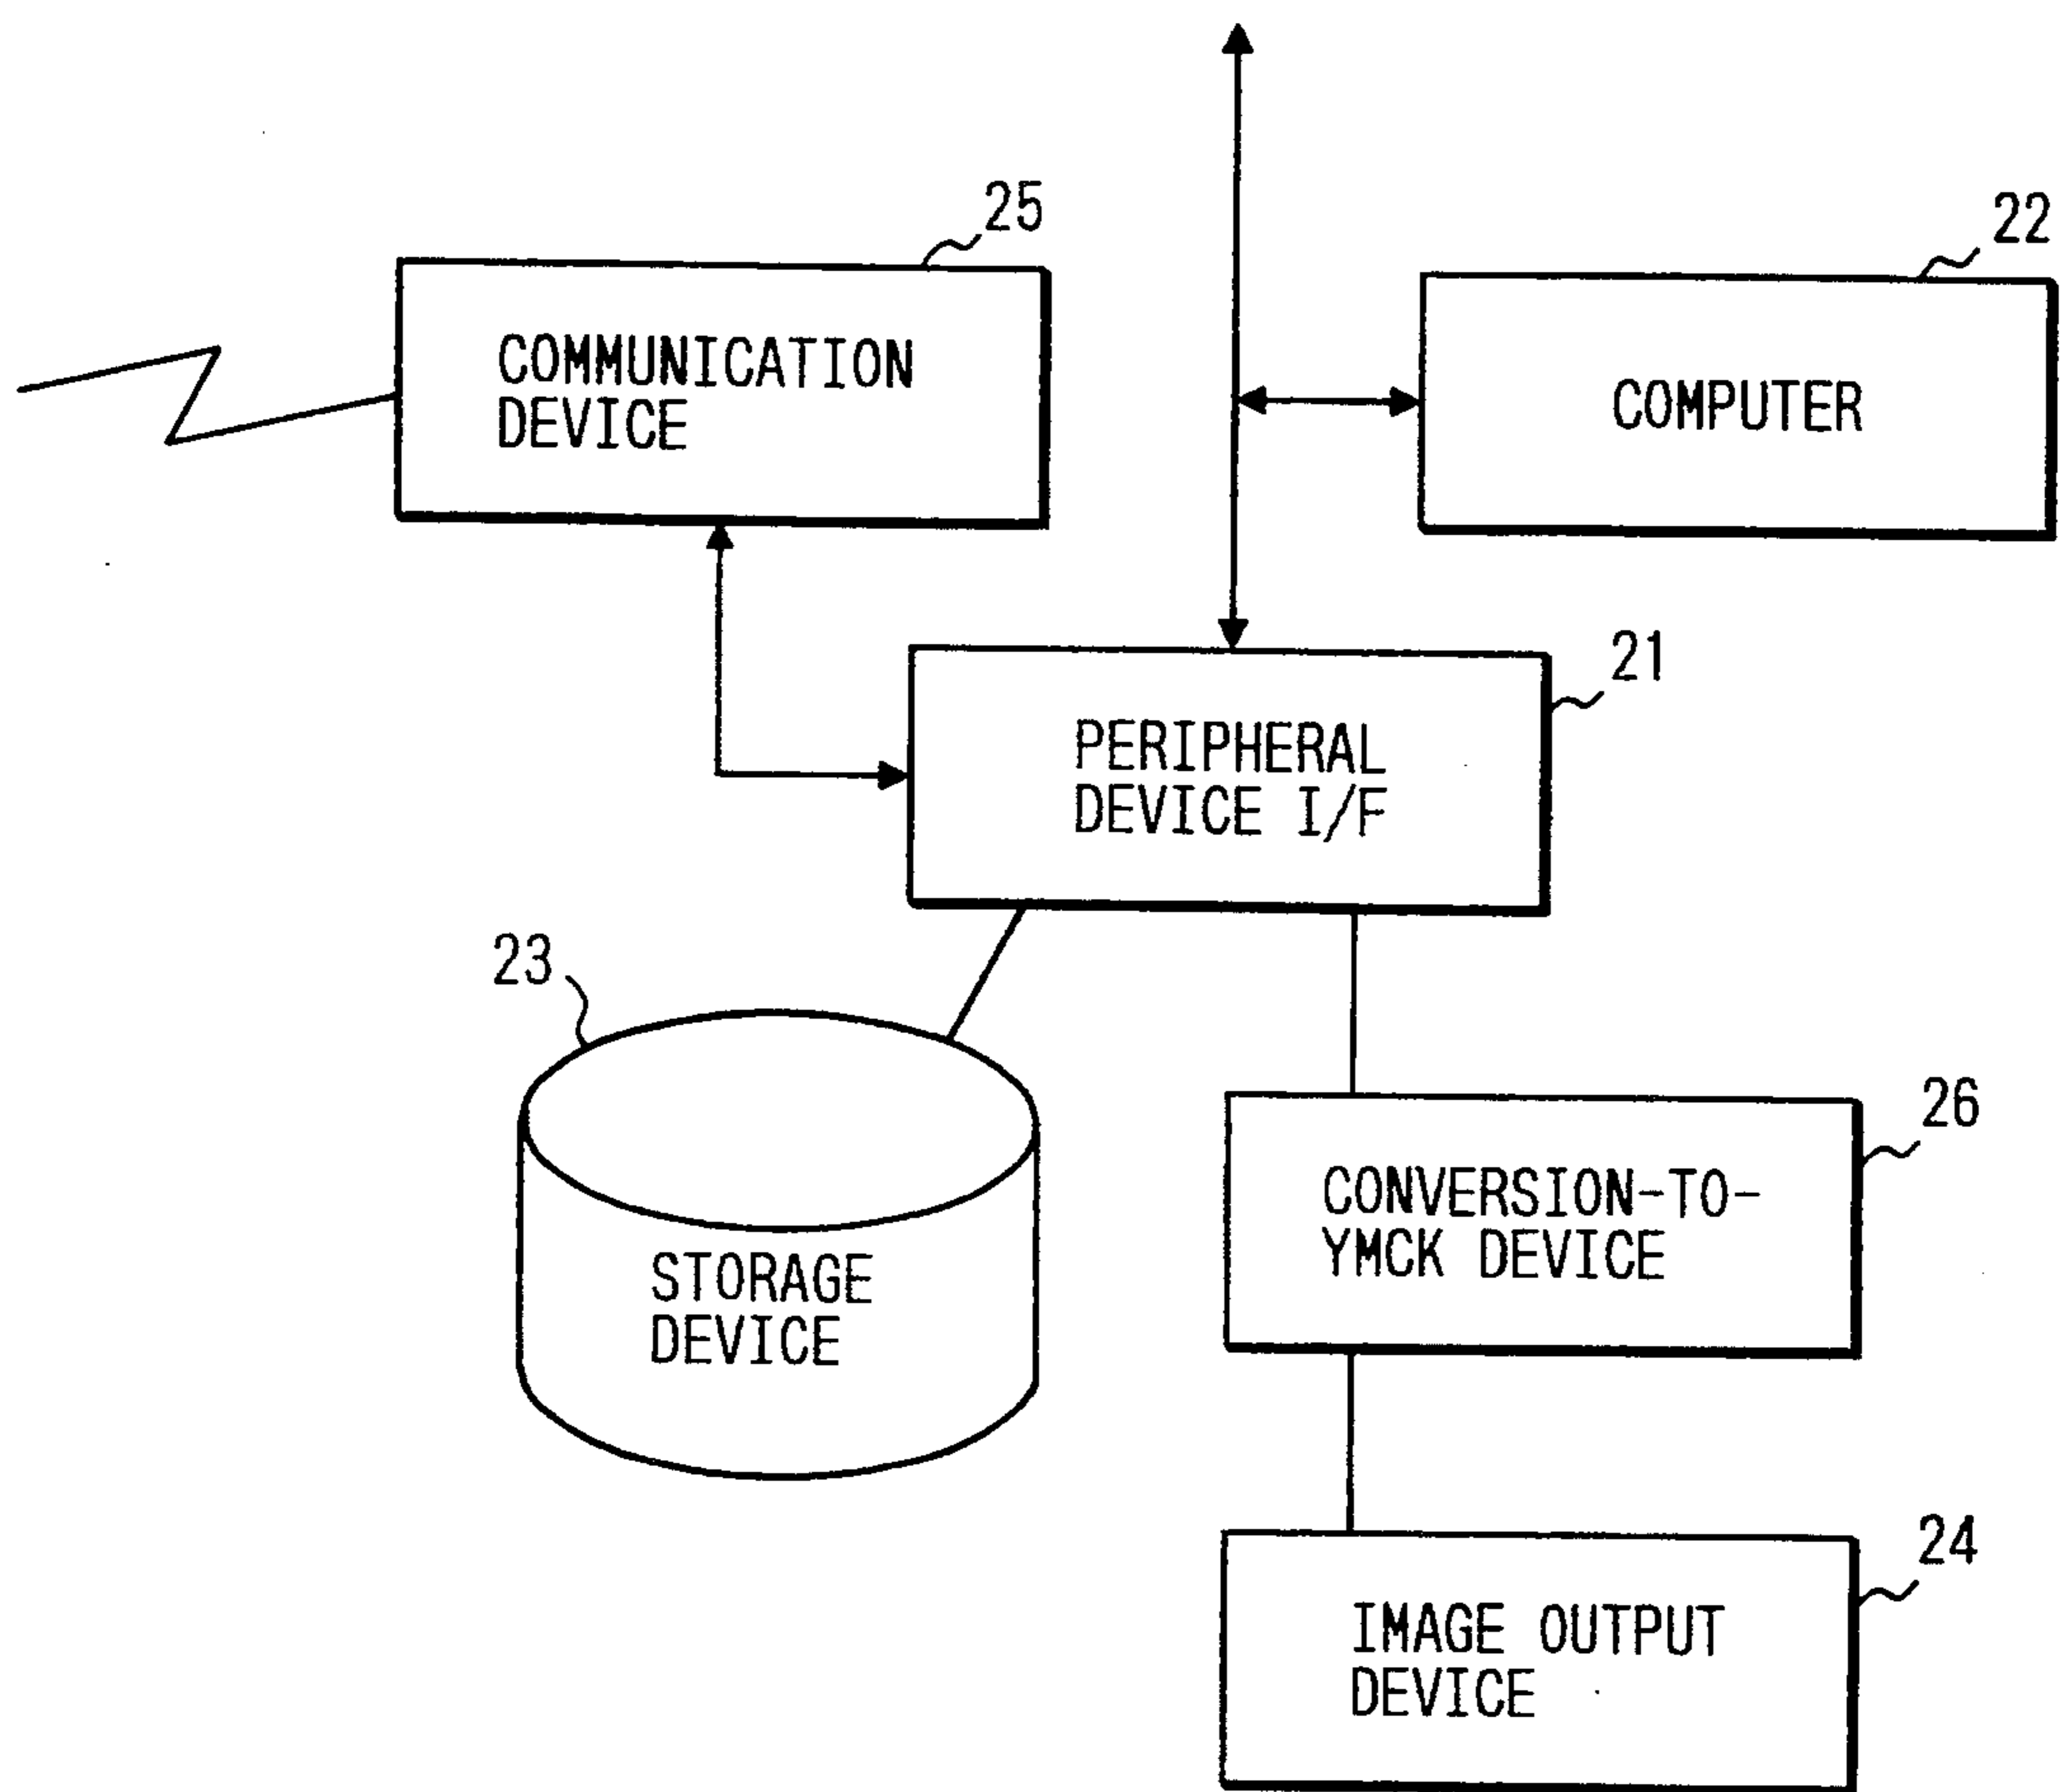 25
22
COMMUNICATION
DEVICE
COMPUTER
21
PERIPHERAL
DEVICE I/F
23
26
CONVERSION-TO-
YMCK DEVICE
STORAGE
DEVICE
24
IMAGE OUTPUT
DEVICE